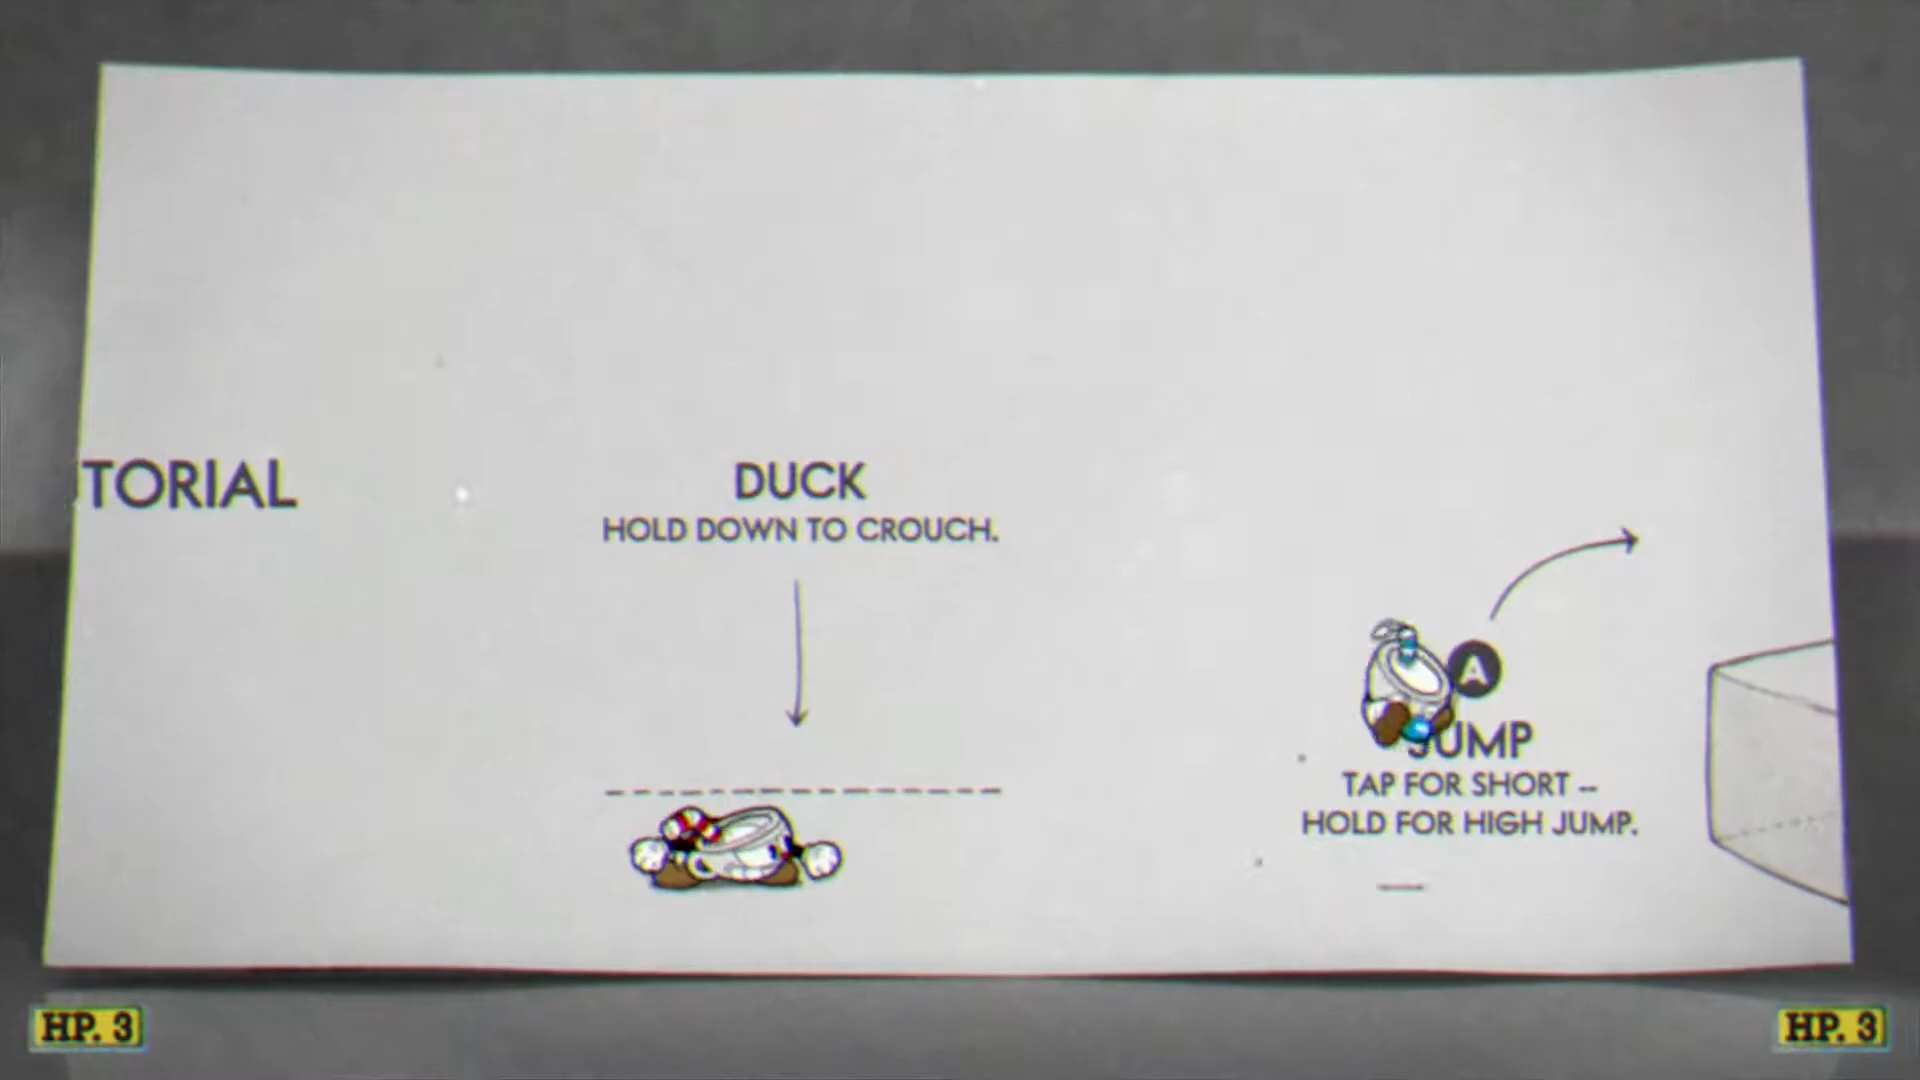 TORIAL
DUCK
HOLD DOWN TO CROUCH.
A
JUMP
TAP FOR SHORT --
HOLD FOR HIGH JUMP.
HP. 3
HP. 3